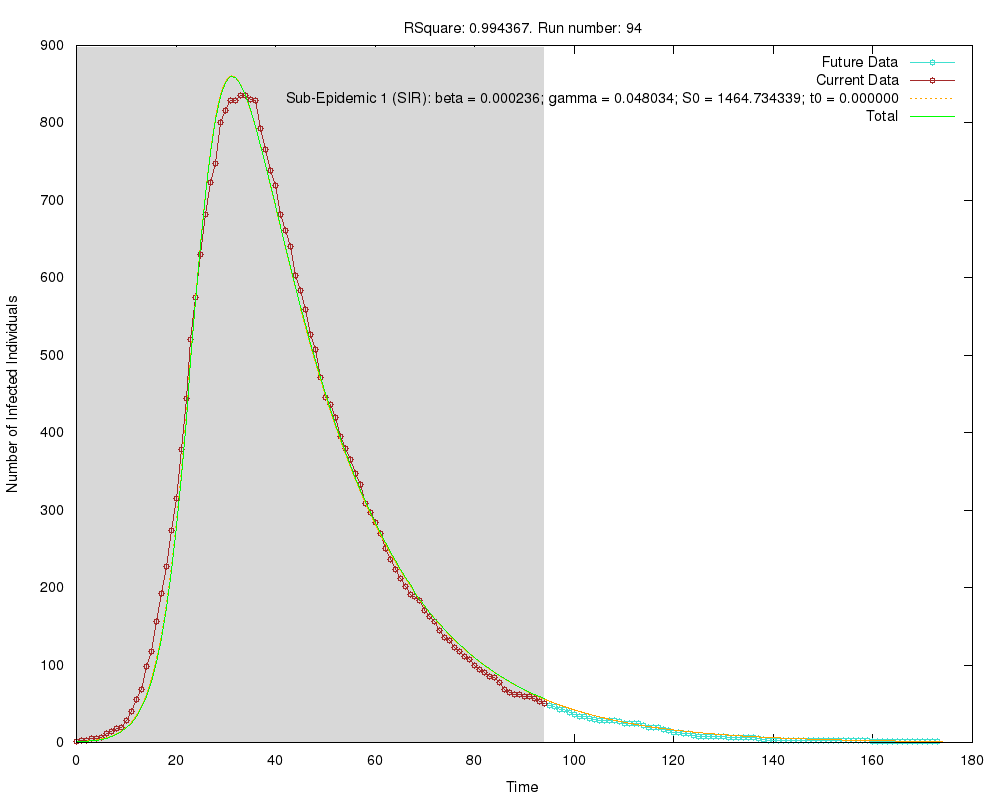 RSquare: 0.994367. Run number: 94
900
800
700
600
500
400
300
200
100
0
Number of Infected Individuals
Future Data
Current Data
Sub-Epidemic 1 (SIR): beta = 0.000236; gamma = 0.048034; S0 = 1464.734339; t0 = 0.000000
Total
0 20 40 60 80 100 120 140 160 180
Time